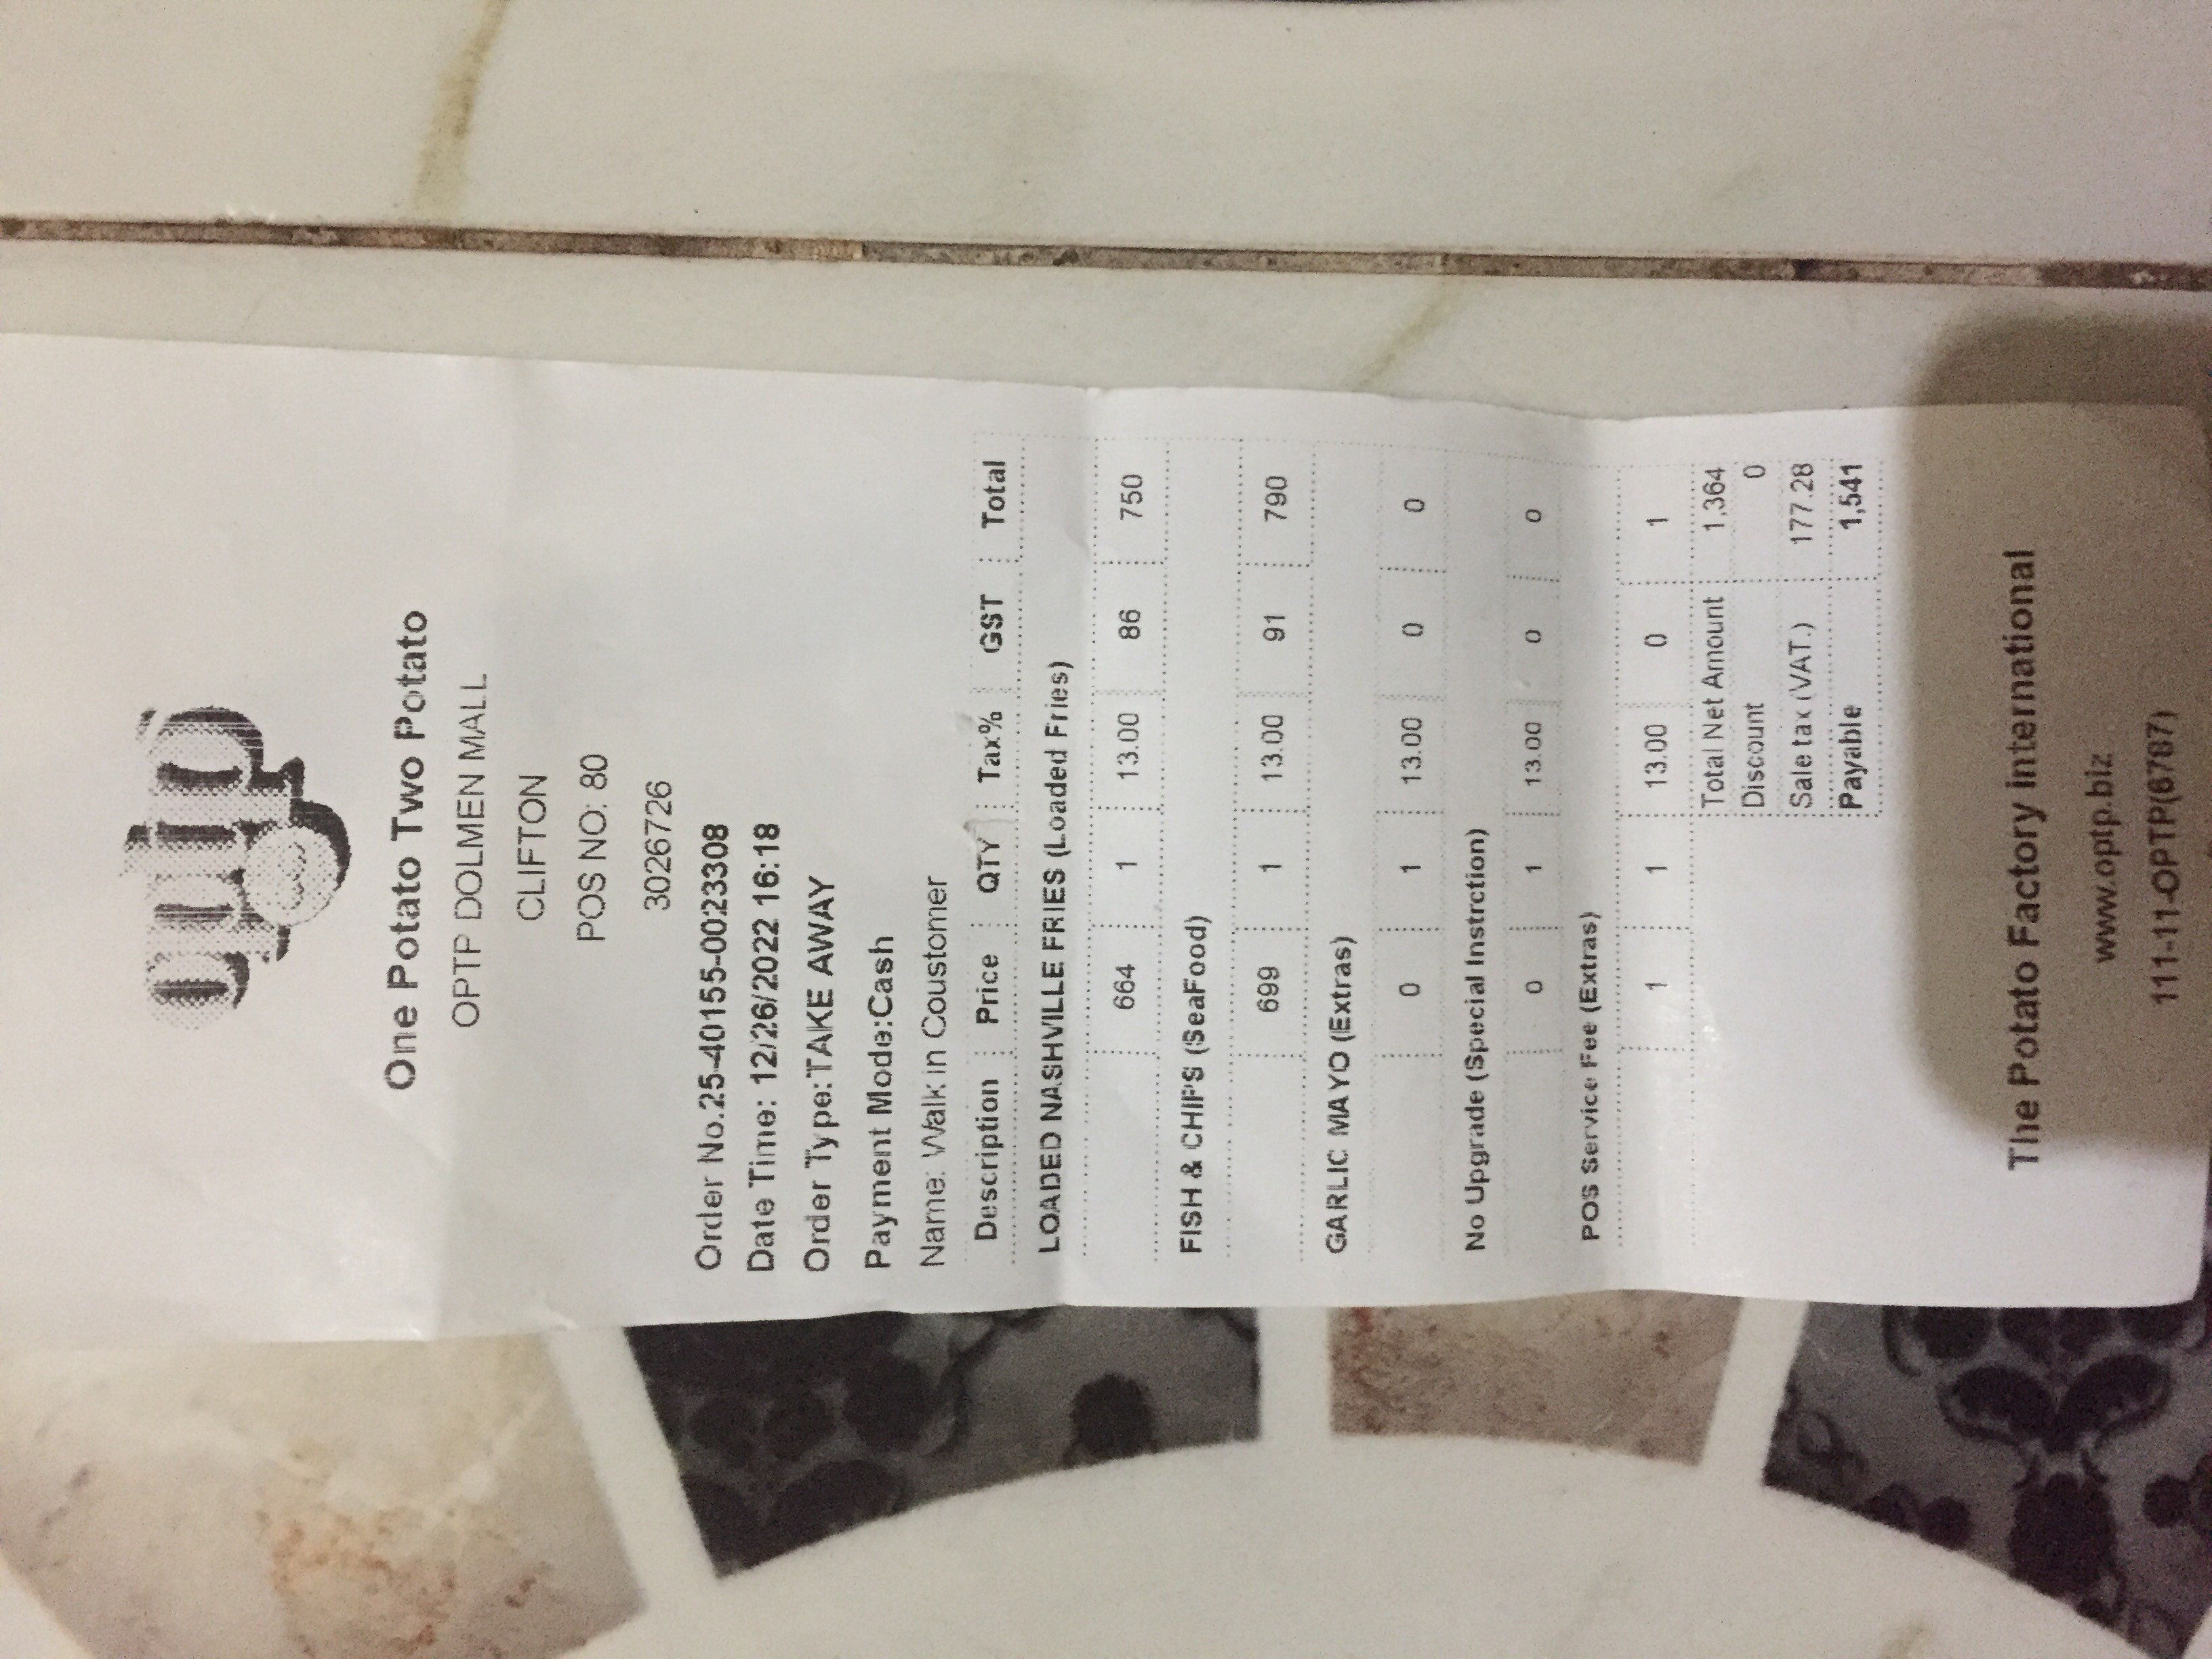 optp
One Potato Two Potato
OPTP DOLMEN MALL
CLIFTON
POS NO: 80
3026726
Order No.25-40155-0023308
Date Time: 12/26/2022 16:18
Order Type:TAKE AWAY
Payment Mode:Cash
Name: Walk in Coustomer
Description Price QTY Tax% GST Total
LOADED NASHVILLE FRIES (Loaded Fries)
664 1 13.00 86 750
FISH & CHIPS (SeaFood)
699 1 13.00 91 790
GARLIC MAYO (Extras)
0 1 13.00 0 0
No Upgrade (Special Instrction)
0 1 13.00 0 0
POS Service Fee (Extras)
1 1 13.00 0 1
Total Net Amount 1,364
Discount 0
Sale tax (VAT.) 177.28
Payable 1,541
The Potato Factory international
www.optp.biz
111-11-OPTP(6787)